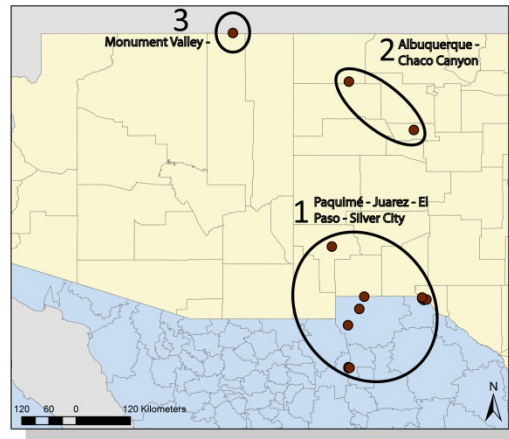 3
Monument Valley -
2 Albuquerque -
Chaco Canyon
1 Paquimé - Juarez - El
Paso - Silver City
N
120 60 0 120 Kilometers